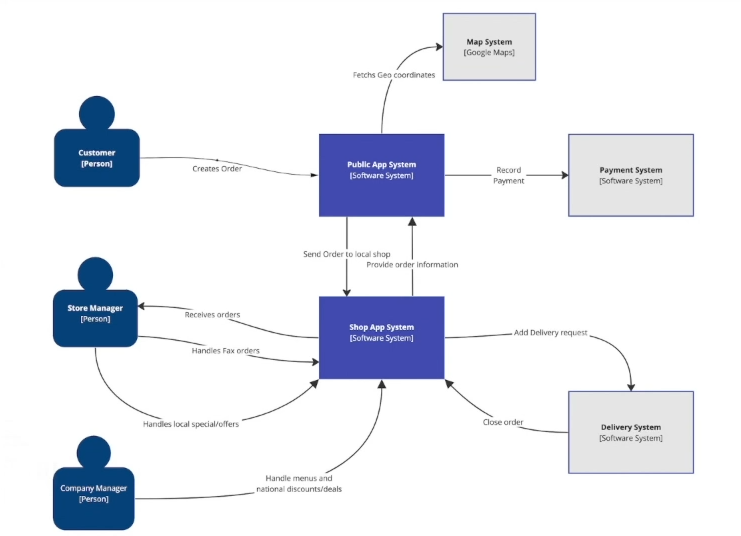 Map System
[Google Maps]
Fetchs Geo coordinates
Customer
[Person]
Creates Order
Public App System
[Software System]
Record
Payment
Payment System
[Software System]
Send Order to local shop
Provide order information
Store Manager
[Person]
Receives orders
Handles Fax orders
Shop App System
[Software System]
Add Delivery request
Handles local special/offers
Close order
Delivery System
[Software System]
Company Manager
[Person]
Handle menus and
national discounts/deals